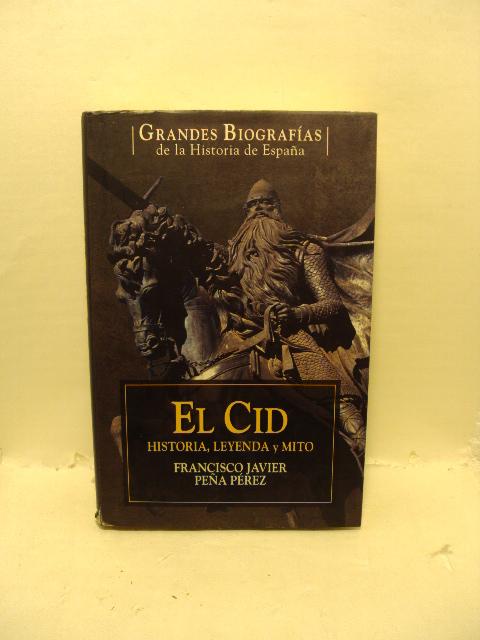 GRANDES BIOGRAFÍAS
de la Historia de España
EL CID
HISTORIA, LEYENDA y MITO
FRANCISCO JAVIER
PEÑA PÉREZ